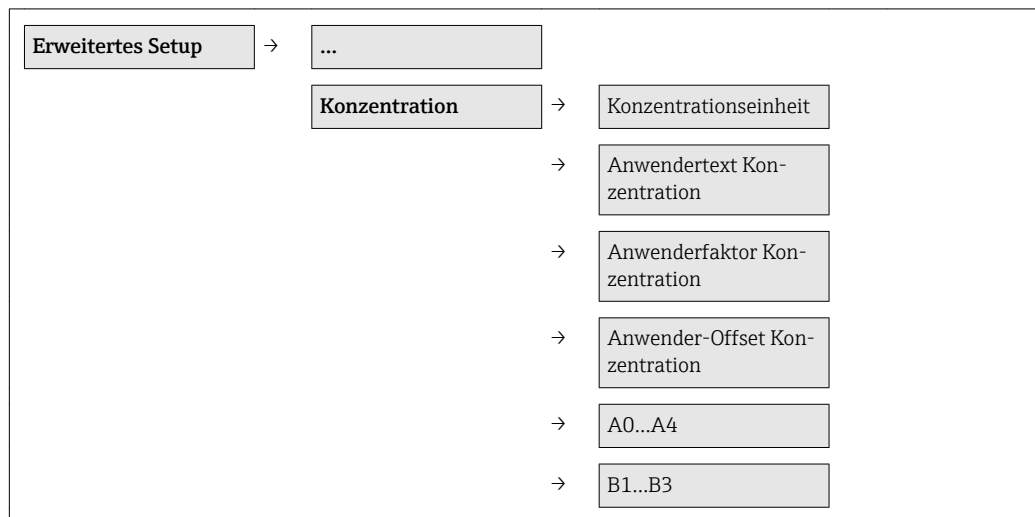 Erweitertes Setup → ...
Konzentration → Konzentrationseinheit
→ Anwendertext Kon-
zentration
→ Anwenderfaktor Kon-
zentration
→ Anwender-Offset Kon-
zentration
→ A0...A4
→ B1...B3